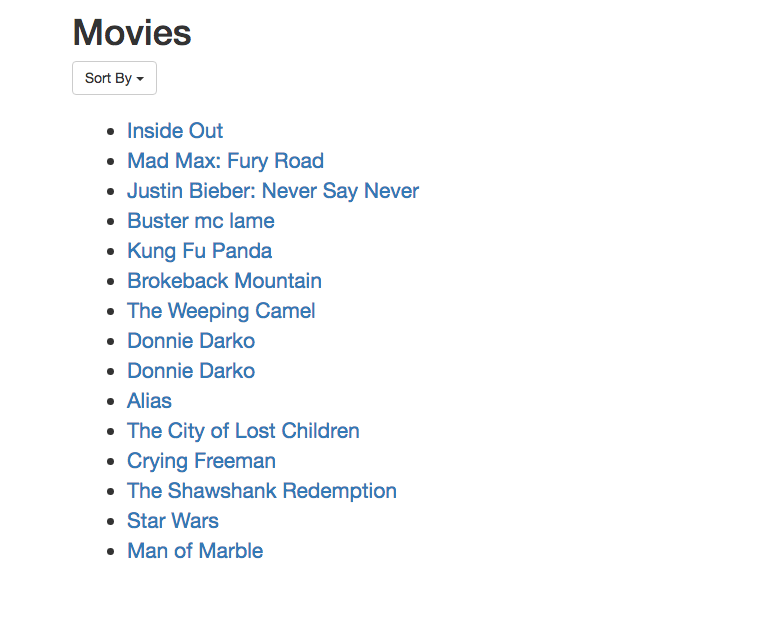 Movies
Sort By
Inside Out
Mad Max: Fury Road
Justin Bieber: Never Say Never
Buster mc lame
Kung Fu Panda
Brokeback Mountain
The Weeping Camel
Donnie Darko
Donnie Darko
Alias
The City of Lost Children
Crying Freeman
The Shawshank Redemption
Star Wars
Man of Marble